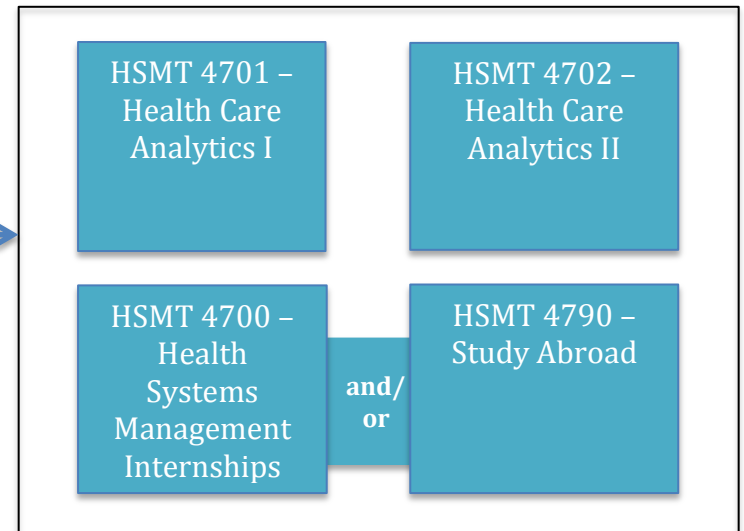 HSMT 4701 –
Health Care
Analytics I
HSMT 4702 –
Health Care
Analytics II
HSMT 4700 –
Health
Systems
Management
Internships
and/
or
HSMT 4790 –
Study Abroad